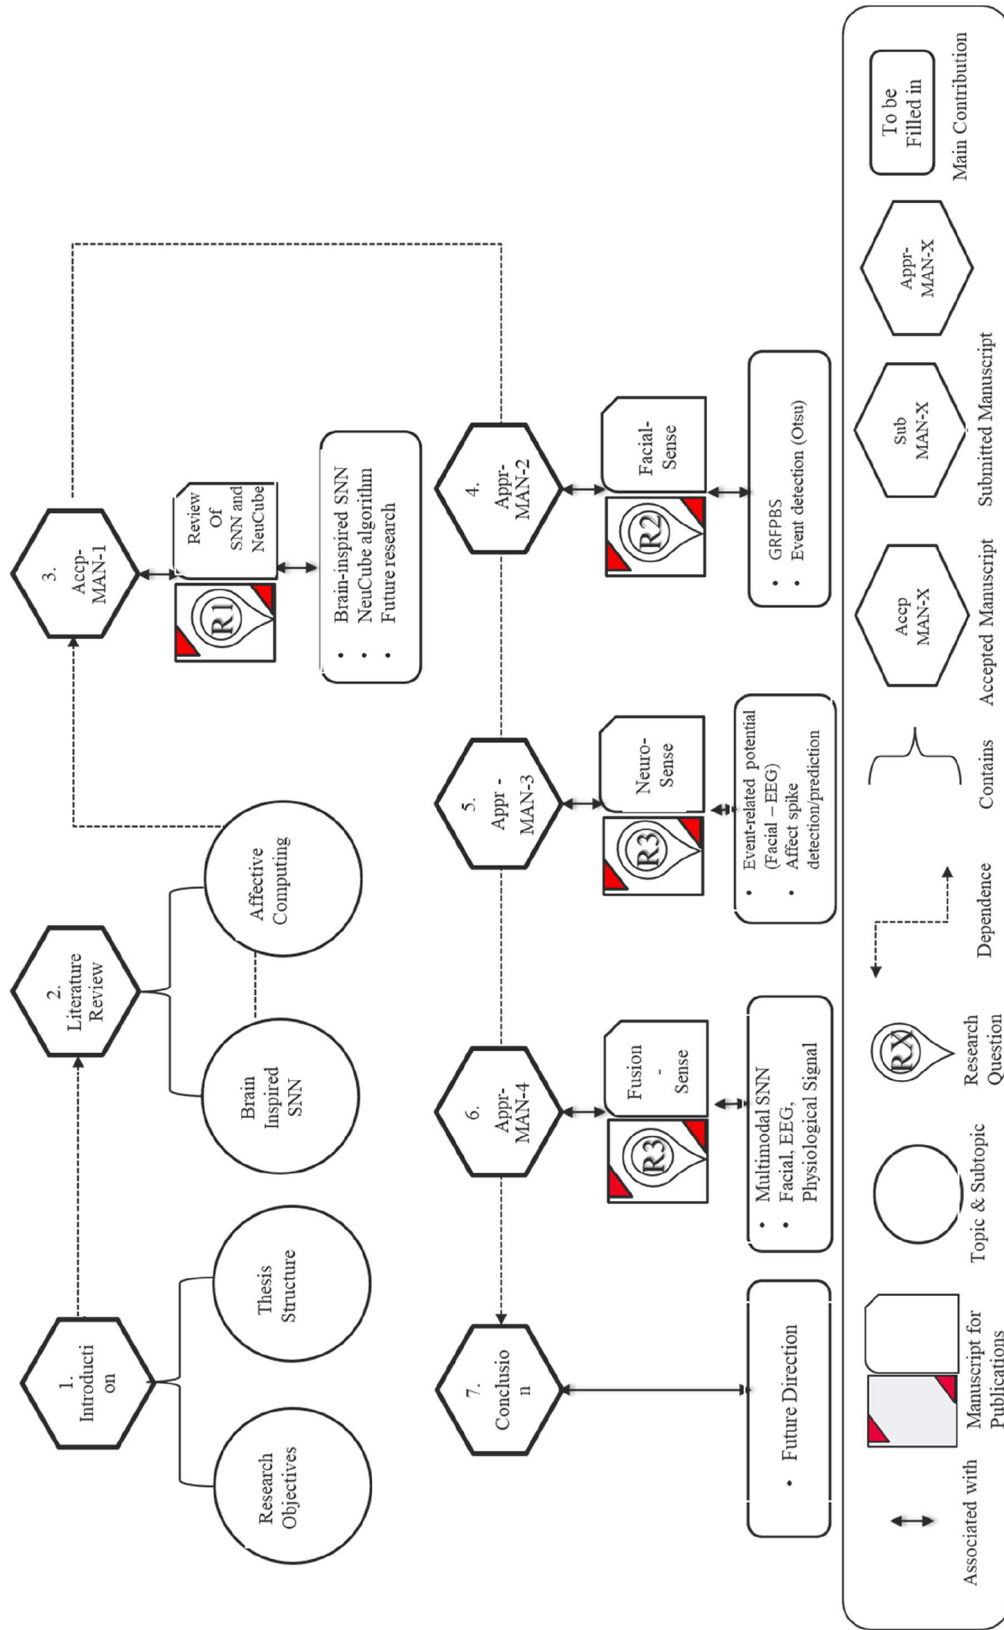 1.
Introducti
on
Research
Objectives
Thesis
Structure
2.
Literature
Review
Brain
Inspired
SNN
Affective
Computing
3.
Accp-
MAN-1
R1
Review
Of
SNN and
NeuCube
• Brain-inspired SNN
• NeuCube algorithm
• Future research
4.
Appr-
MAN-2
R2
Facial-
Sense
• GRFPBS
• Event detection (Otsu)
5.
Appr -
MAN-3
R3
Neuro-
Sense
• Event-related potential
(Facial – EEG)
• Affect spike
detection/prediction
6.
Appr-
MAN-4
R3
Fusion
-
Sense
• Multimodal SNN
• Facial, EEG,
Physiological Signal
7.
Conclusio
n
• Future Direction
Associated with
Manuscript for
Publications
Topic & Subtopic
RX
Research
Question
Dependence
Contains
Accp
MAN-X
Accepted Manuscript
Sub
MAN-X
Submitted Manuscript
Appr-
MAN-X
To be
Filled in
Main Contribution